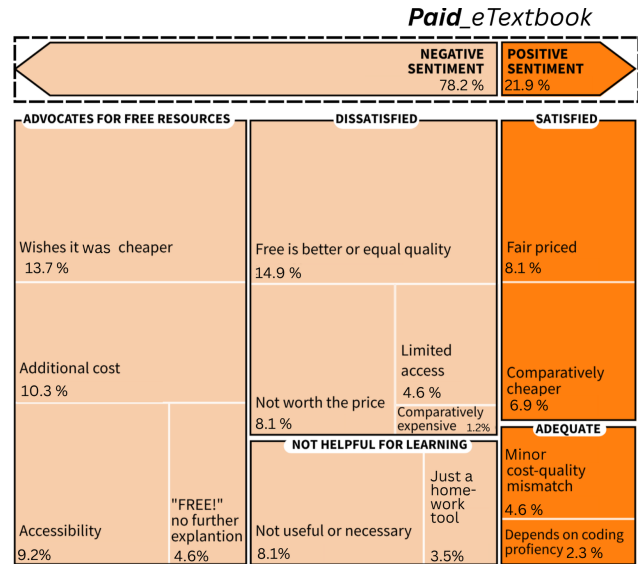 Paid_eTextbook
NEGATIVE
SENTIMENT
78.2 %
POSITIVE
SENTIMENT
21.9 %
ADVOCATES FOR FREE RESOURCES
Wishes it was cheaper
13.7 %
Additional cost
10.3 %
Accessibility
9.2%
"FREE!"
no further
explantion
4.6%
DISSATISFIED
Free is better or equal quality
14.9 %
Not worth the price
8.1 %
Limited
access
4.6 %
Comparatively
expensive 1.2%
NOT HELPFUL FOR LEARNING
Not useful or necessary
8.1%
Just a
home-
work
tool
3.5%
SATISFIED
Fair priced
8.1 %
Comparatively
cheaper
6.9 %
ADEQUATE
Minor
cost-quality
mismatch
4.6 %
Depends on coding
profiency 2.3 %